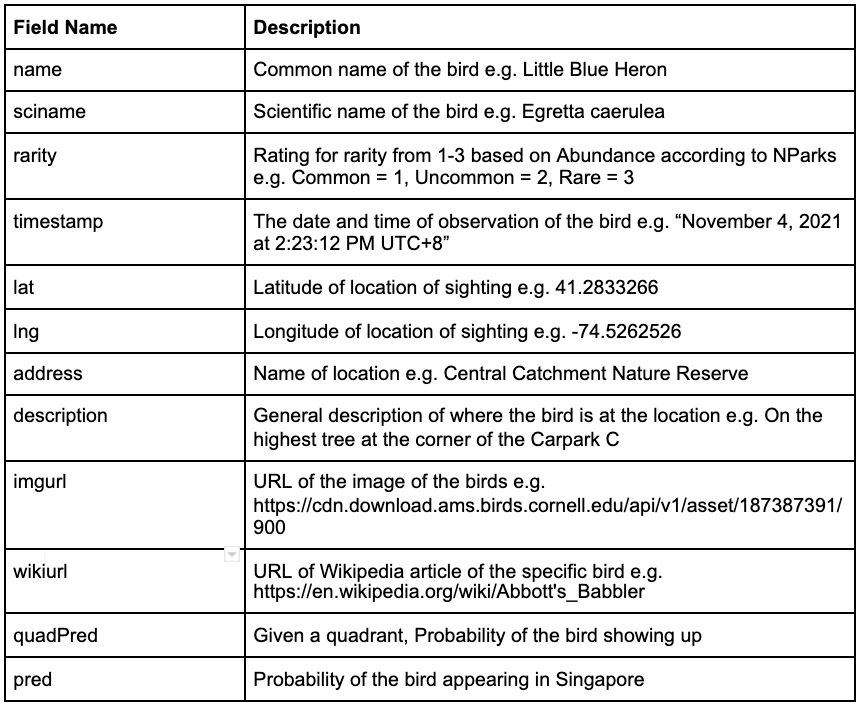 Field Name Description
name Common name of the bird e.g. Little Blue Heron
sciname Scientific name of the bird e.g. Egretta caerulea
rarity Rating for rarity from 1-3 based on Abundance according to NParks
e.g. Common = 1, Uncommon = 2, Rare = 3
timestamp The date and time of observation of the bird e.g. “November 4, 2021
at 2:23:12 PM UTC+8”
lat Latitude of location of sighting e.g. 41.2833266
lng Longitude of location of sighting e.g. -74.5262526
address Name of location e.g. Central Catchment Nature Reserve
description General description of where the bird is at the location e.g. On the
highest tree at the corner of the Carpark C
imgurl URL of the image of the birds e.g.
https://cdn.download.ams.birds.cornell.edu/api/v1/asset/187387391/
900
wikiurl URL of Wikipedia article of the specific bird e.g.
https://en.wikipedia.org/wiki/Abbott's_Babbler
quadPred Given a quadrant, Probability of the bird showing up
pred Probability of the bird appearing in Singapore